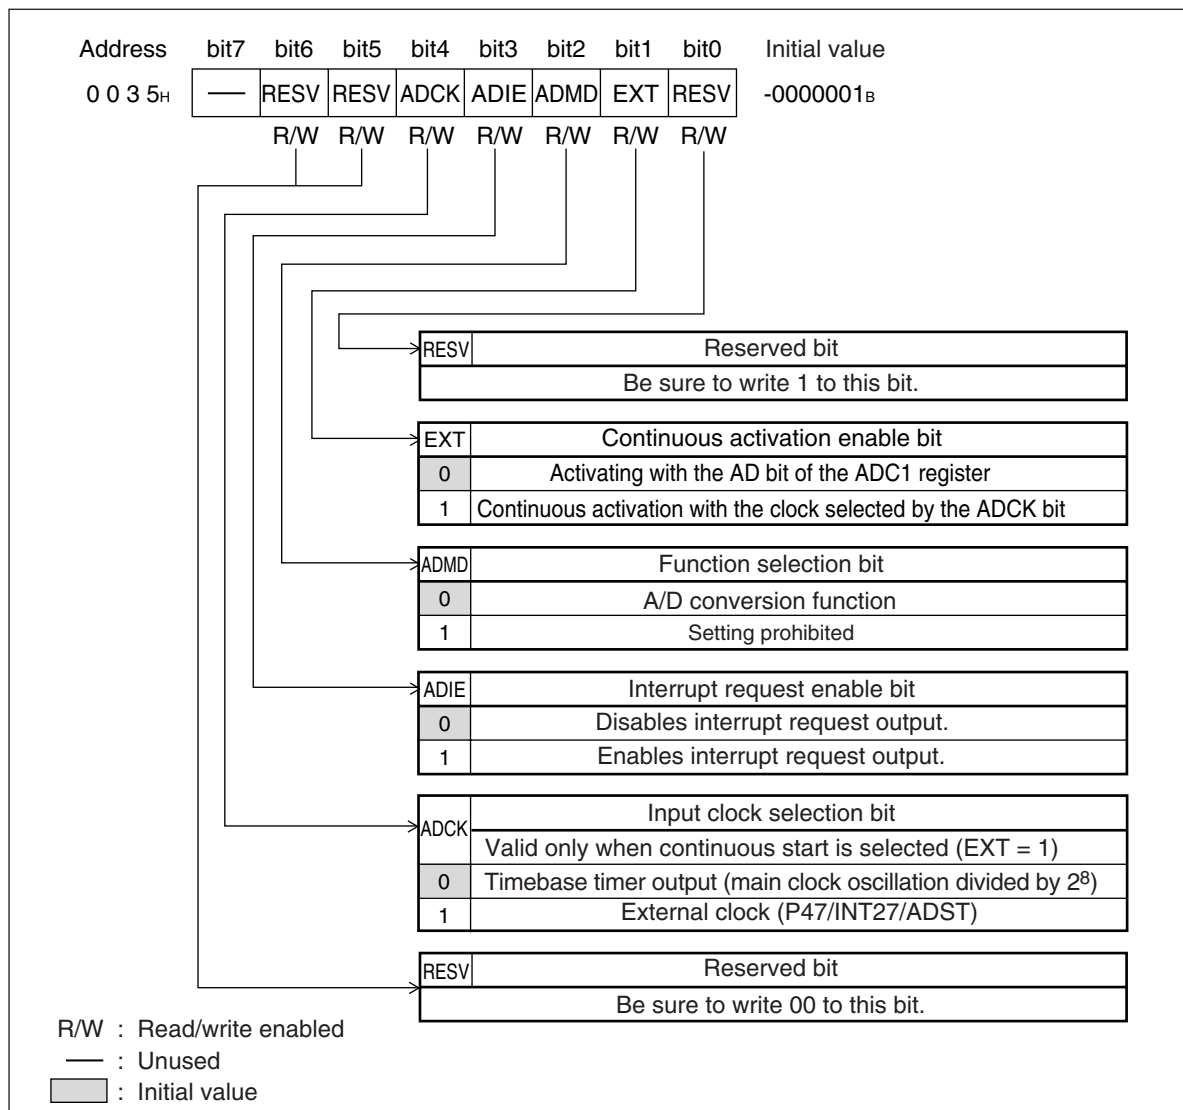 Address bit7 bit6 bit5 bit4 bit3 bit2 bit1 bit0 Initial value
0 0 3 5H — RESV RESV ADCK ADIE ADMD EXT RESV -0000001B
R/W R/W R/W R/W R/W R/W R/W
RESV Reserved bit
Be sure to write 1 to this bit.
EXT Continuous activation enable bit
0 Activating with the AD bit of the ADC1 register
1 Continuous activation with the clock selected by the ADCK bit
ADMD Function selection bit
0 A/D conversion function
1 Setting prohibited
ADIE Interrupt request enable bit
0 Disables interrupt request output.
1 Enables interrupt request output.
ADCK Input clock selection bit
Valid only when continuous start is selected (EXT = 1)
0 Timebase timer output (main clock oscillation divided by 2⁸)
1 External clock (P47/INT27/ADST)
RESV Reserved bit
Be sure to write 00 to this bit.
R/W : Read/write enabled
— : Unused
: Initial value